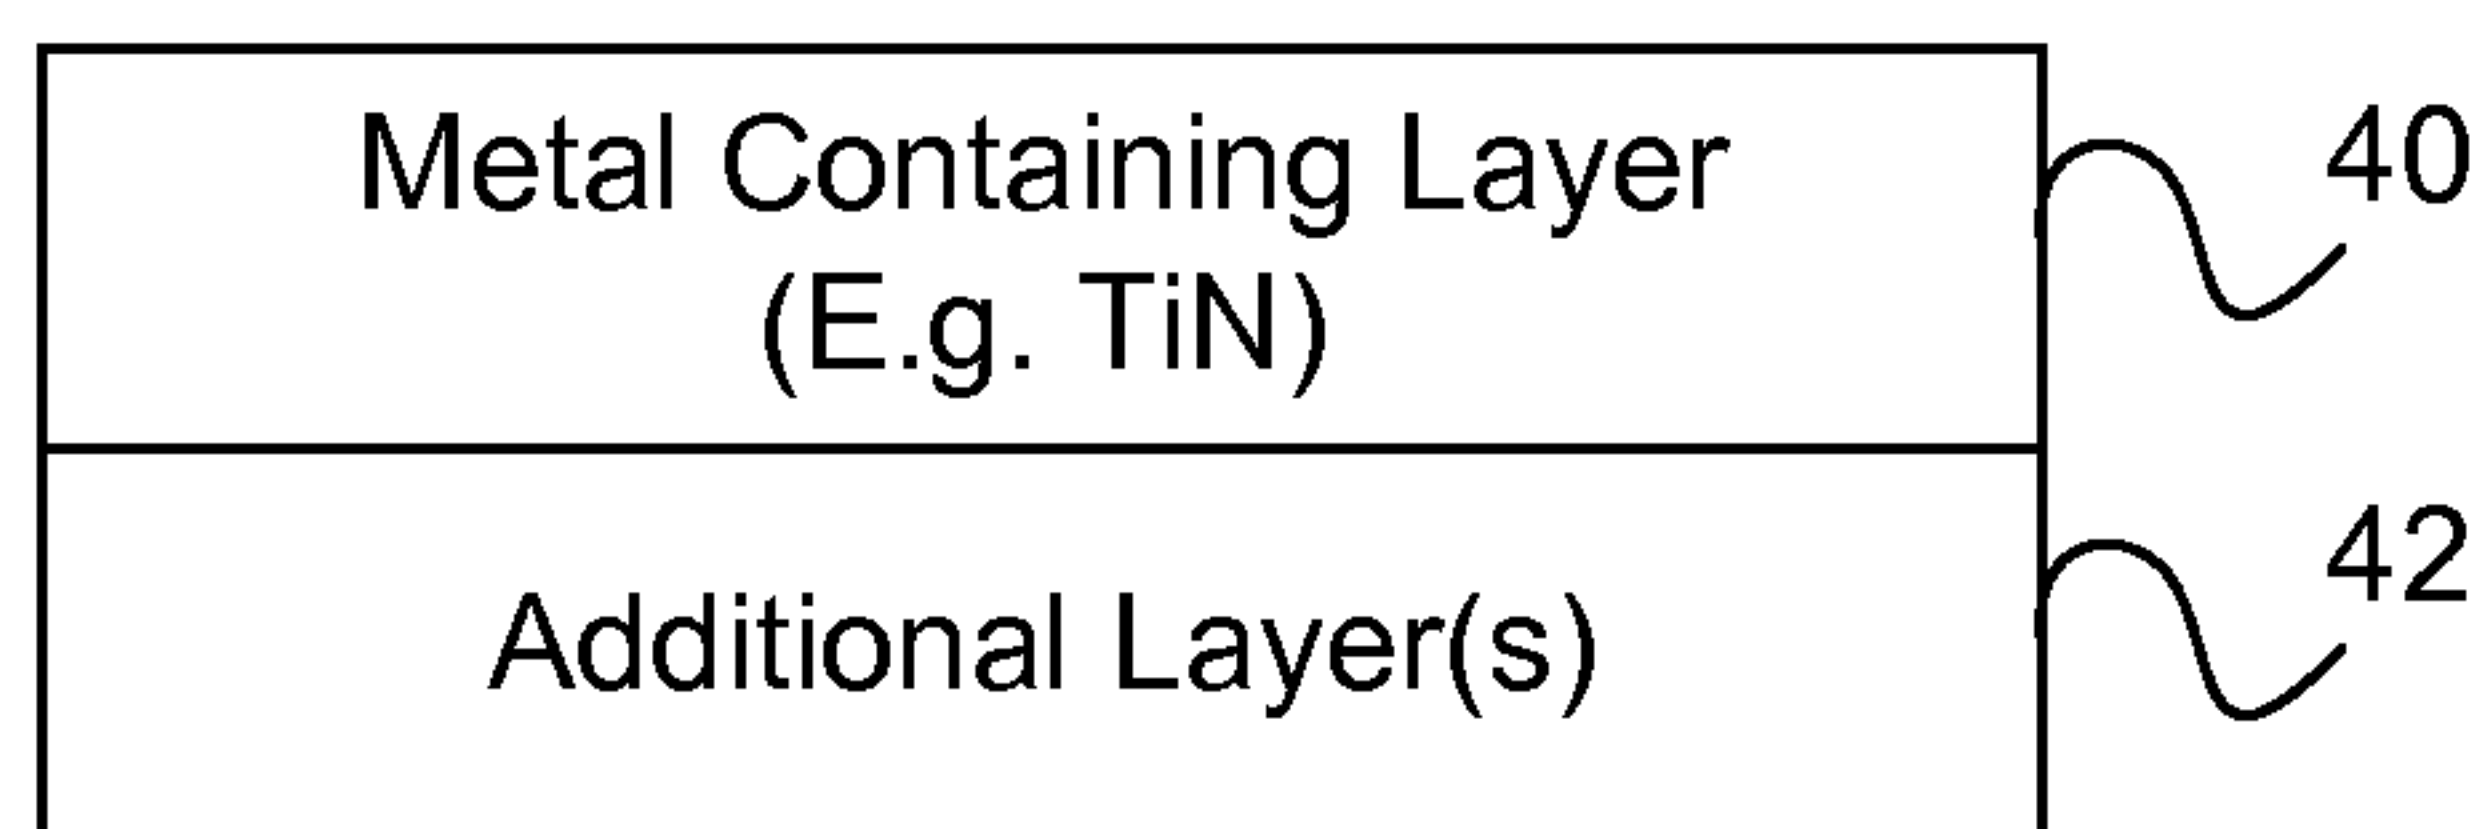 Metal Containing Layer
(E.g. TiN)
40
Additional Layer(s)
42